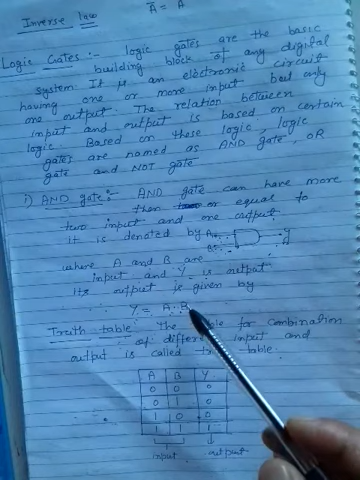 Inverse law A̿ = A
Logic Gates :- logic gates are the basic
building block of any digital
system. It is an electronic circuit
having one or more input but only
one output. The relation between
input and output is based on certain
logic. Based on these logic, logic
gates are named as AND gate, OR
gate and NOT gate
i) AND gate:- AND gate can have more
then or equas to
two input and one output
it is denoted by A B Y
where A and B are
input and Y is output
its output is given by
Y = A·B
Truth table :- The table for combination
of different input and
output is called table.
A B Y
0 0 0
0 1 0
1 0 0
1 1 1
input output